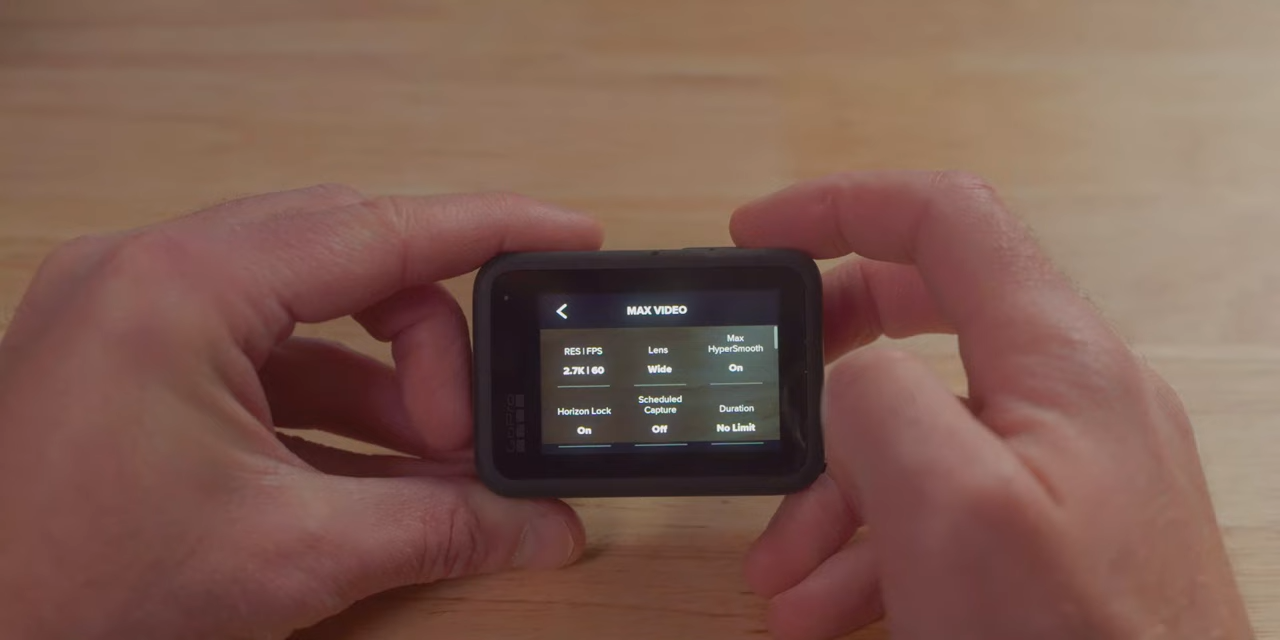 MAX VIDEO
RES | FPS
2.7K | 60
Lens
Wide
Max
HyperSmooth
On
Horizon Lock
On
Scheduled
Capture
Off
Duration
No Limit
GoPro